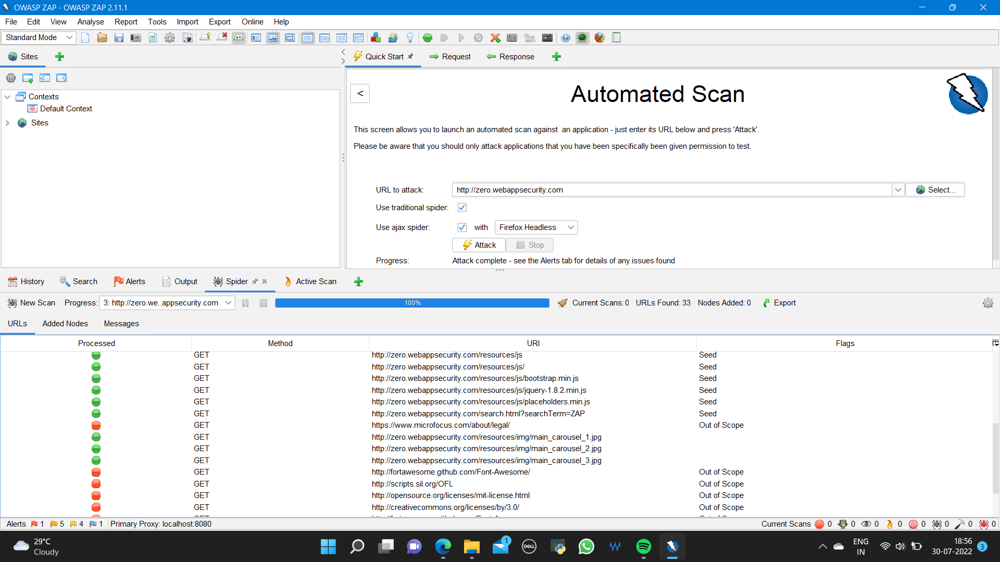 OWASP ZAP - OWASP ZAP 2.11.1
File Edit View Analyse Report Tools Import Export Online Help
Standard Mode
Sites
Quick Start Request Response
Contexts
Default Context
Sites
<
Automated Scan
This screen allows you to launch an automated scan against  an application - just enter its URL below and press 'Attack'.
Please be aware that you should only attack applications that you have been specifically been given permission to test.
URL to attack: http://zero.webappsecurity.com Select...
Use traditional spider:
Use ajax spider: with Firefox Headless
Attack Stop
Progress: Attack complete - see the Alerts tab for details of any issues found
History Search Alerts Output Spider Active Scan
New Scan Progress: 3: http://zero.we..appsecurity.com 100% Current Scans: 0 URLs Found: 33 Nodes Added: 0 Export
URLs Added Nodes Messages
Processed Method URI Flags
GET http://zero.webappsecurity.com/resources/js Seed
GET http://zero.webappsecurity.com/resources/js/ Seed
GET http://zero.webappsecurity.com/resources/js/bootstrap.min.js Seed
GET http://zero.webappsecurity.com/resources/js/jquery-1.8.2.min.js Seed
GET http://zero.webappsecurity.com/resources/js/placeholders.min.js Seed
GET http://zero.webappsecurity.com/search.html?searchTerm=ZAP Seed
GET https://www.microfocus.com/about/legal/ Out of Scope
GET http://zero.webappsecurity.com/resources/img/main_carousel_1.jpg
GET http://zero.webappsecurity.com/resources/img/main_carousel_2.jpg
GET http://zero.webappsecurity.com/resources/img/main_carousel_3.jpg
GET http://fortawesome.github.com/Font-Awesome/ Out of Scope
GET http://scripts.sil.org/OFL Out of Scope
GET http://opensource.org/licenses/mit-license.html Out of Scope
GET http://creativecommons.org/licenses/by/3.0/ Out of Scope
Alerts 1 5 4 1 Primary Proxy: localhost:8080 Current Scans 0 0 0 0 0 0 0 0
29°C
Cloudy
1
DELL
ENG
IN
18:56
30-07-2022
3